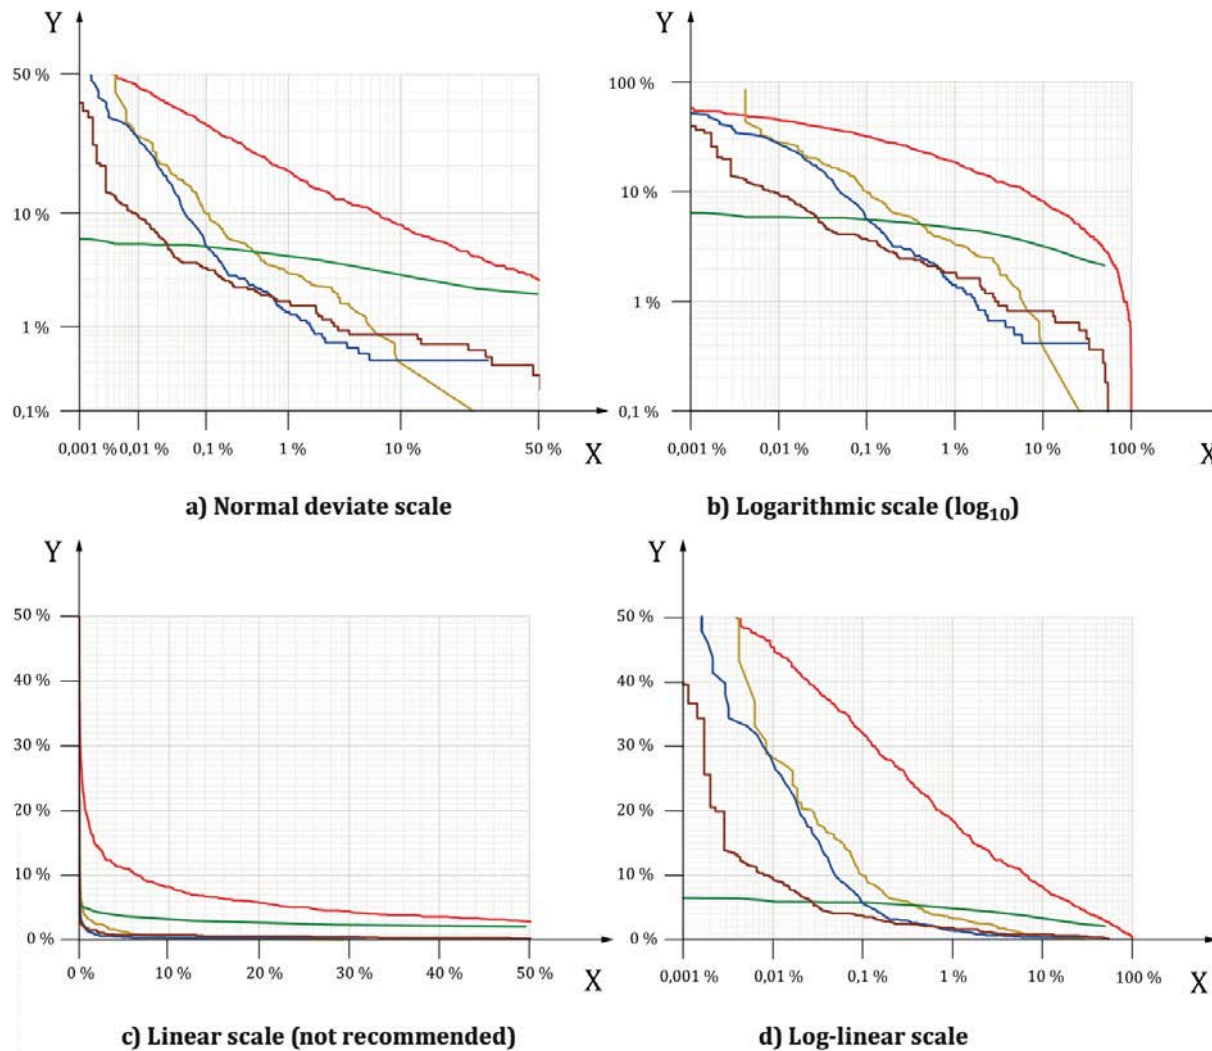 Y
50 %
10 %
1 %
0,1%
0,001 % 0,01 % 0,1 % 1 % 10 % 50 % X
a) Normal deviate scale
Y
100 %
10 %
1 %
0,1 %
0,001 % 0,01 % 0,1 % 1 % 10 % 100 % X
b) Logarithmic scale (log10)
Y
50 %
40 %
30 %
20 %
10 %
0 %
0% 10 % 20 % 30 % 40 % 50 % X
c) Linear scale (not recommended)
Y
50 %
40 %
30 %
20 %
10 %
0 %
0,001 % 0,01 % 0,1 % 1 % 10 % 100 % X
d) Log-linear scale